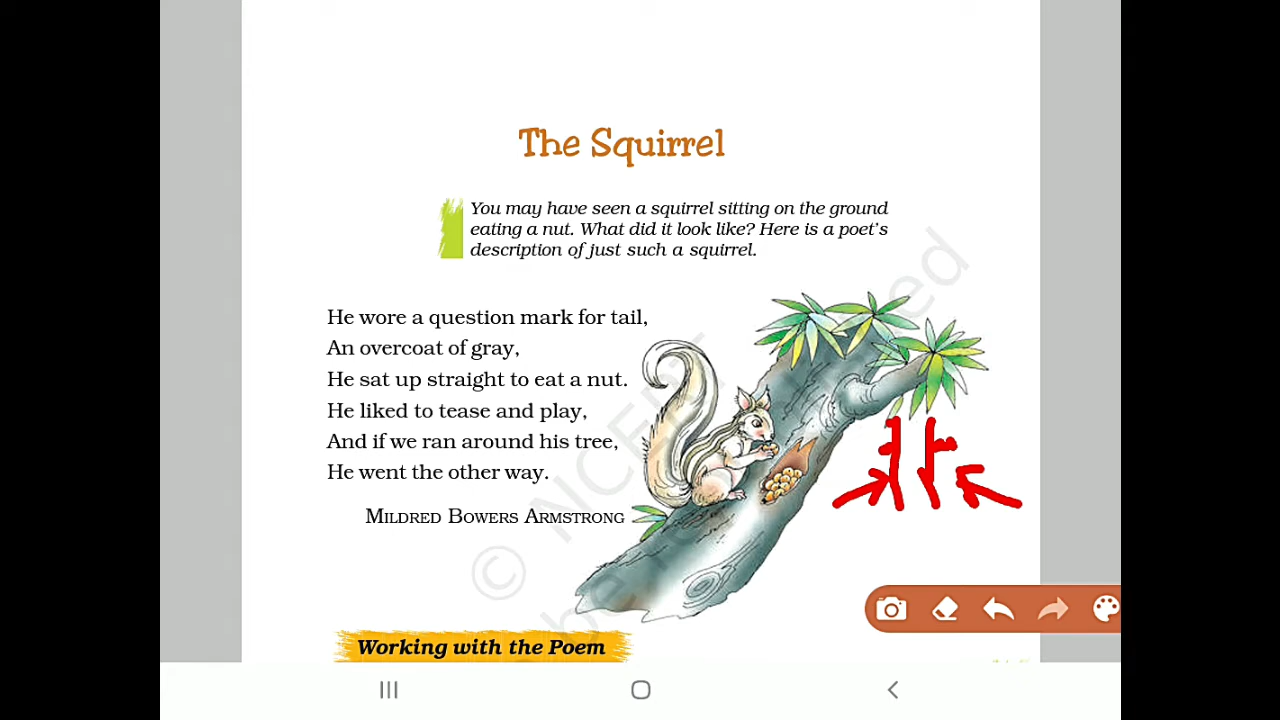 The Squirrel
You may have seen a squirrel sitting on the ground
eating a nut. What did it look like? Here is a poet's
description of just such a squirrel.
He wore a question mark for tail,
An overcoat of gray,
He sat up straight to eat a nut.
He liked to tease and play,
And if we ran around his tree,
He went the other way.
MILDRED BOWERS ARMSTRONG
© NCERT
Working with the Poem